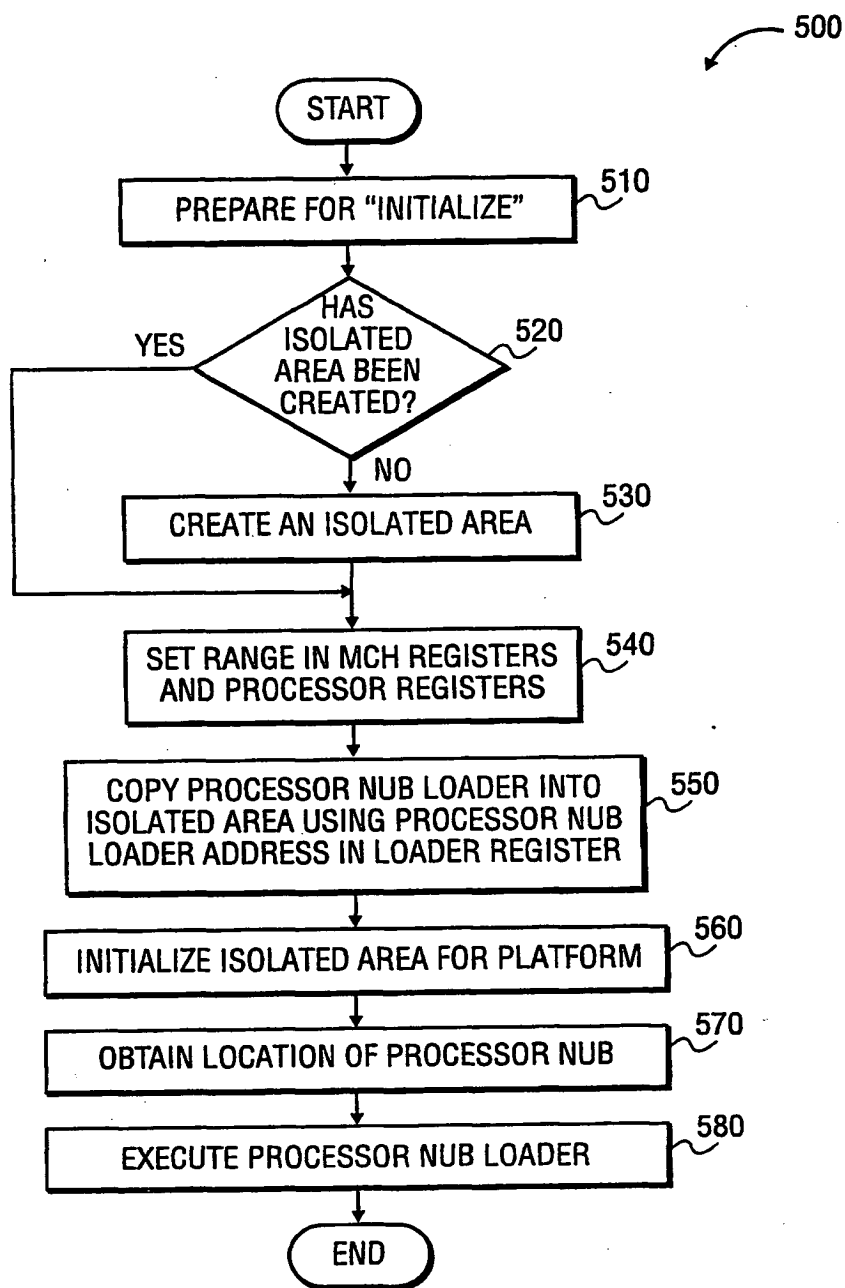 500
START
PREPARE FOR “INITIALIZE”
510
HAS
ISOLATED
AREA BEEN
CREATED?
520
YES
NO
CREATE AN ISOLATED AREA
530
SET RANGE IN MCH REGISTERS
AND PROCESSOR REGISTERS
540
COPY PROCESSOR NUB LOADER INTO
ISOLATED AREA USING PROCESSOR NUB
LOADER ADDRESS IN LOADER REGISTER
550
INITIALIZE ISOLATED AREA FOR PLATFORM
560
OBTAIN LOCATION OF PROCESSOR NUB
570
EXECUTE PROCESSOR NUB LOADER
580
END